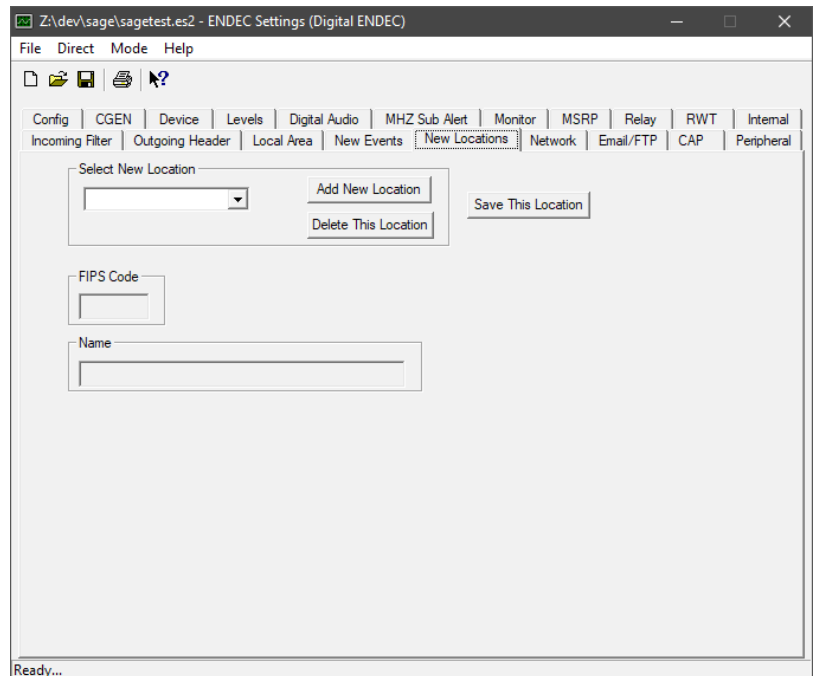 Z:\dev\sage\sagetest.es2 - ENDEC Settings (Digital ENDEC)
File Direct Mode Help
Config CGEN Device Levels Digital Audio MHZ Sub Alert Monitor MSRP Relay RWT Internal
Incoming Filter Outgoing Header Local Area New Events New Locations Network Email/FTP CAP Peripheral
Select New Location
Add New Location
Save This Location
Delete This Location
FIPS Code
Name
Ready...